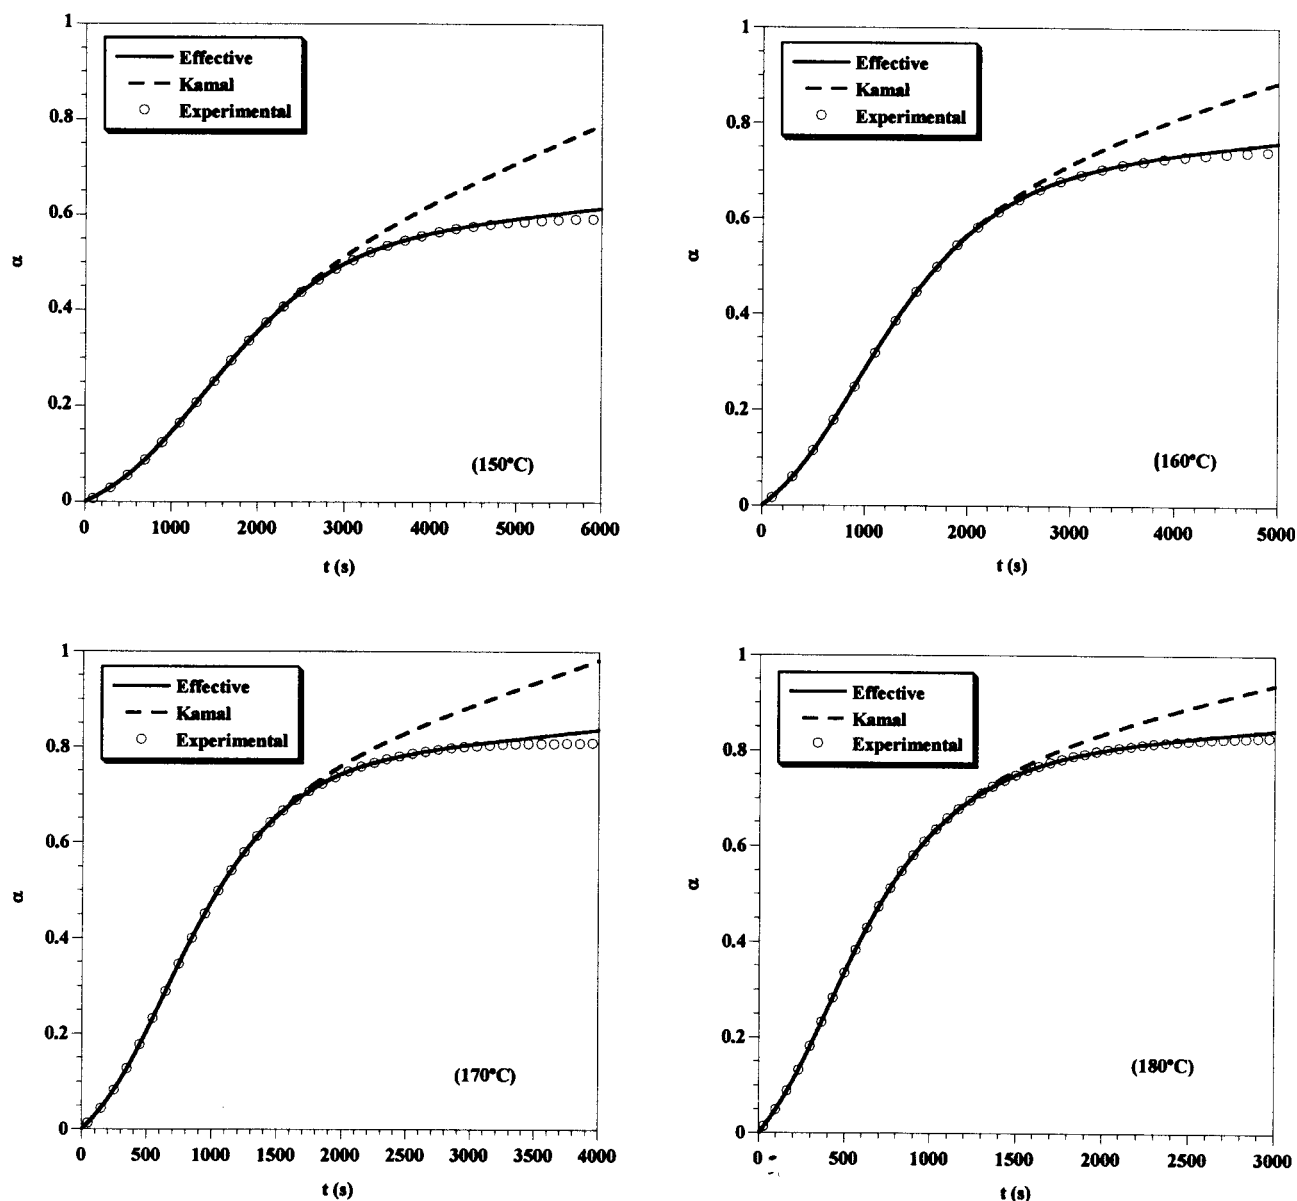 1
Effective
Kamal
Experimental
0.8
0.6
α
0.4
0.2
(150°C)
0
0 1000 2000 3000 4000 5000 6000
t (s)
1
Effective
Kamal
Experimental
0.8
0.6
α
0.4
0.2
(160°C)
0
0 1000 2000 3000 4000 5000
t (s)
1
Effective
Kamal
Experimental
0.8
0.6
α
0.4
0.2
(170°C)
0
0 500 1000 1500 2000 2500 3000 3500 4000
t (s)
1
Effective
Kamal
Experimental
0.8
0.6
α
0.4
0.2
(180°C)
0
0 500 1000 1500 2000 2500 3000
t (s)